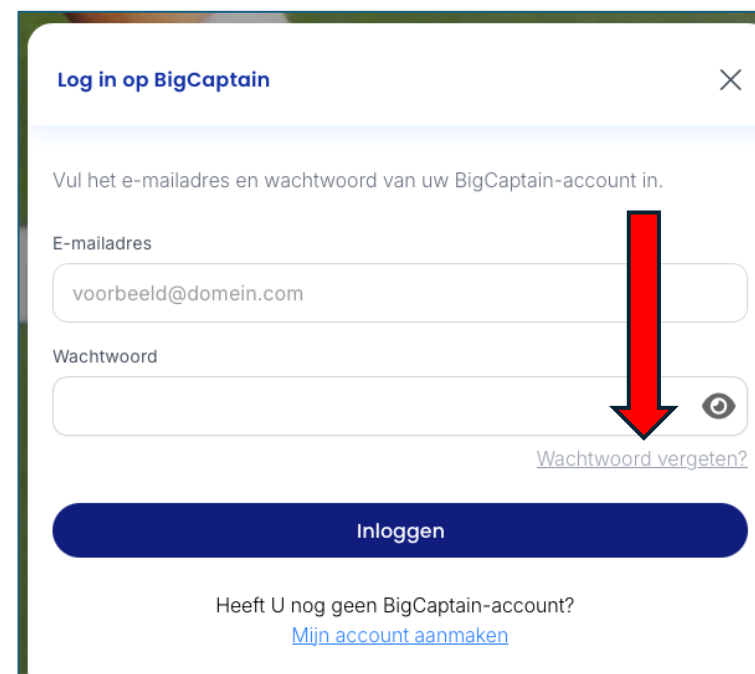 Log in op BigCaptain
Vul het e-mailadres en wachtwoord van uw BigCaptain-account in.
E-mailadres
voorbeeld@domein.com
Wachtwoord
Wachtwoord vergeten?
Inloggen
Heeft U nog geen BigCaptain-account?
Mijn account aanmaken